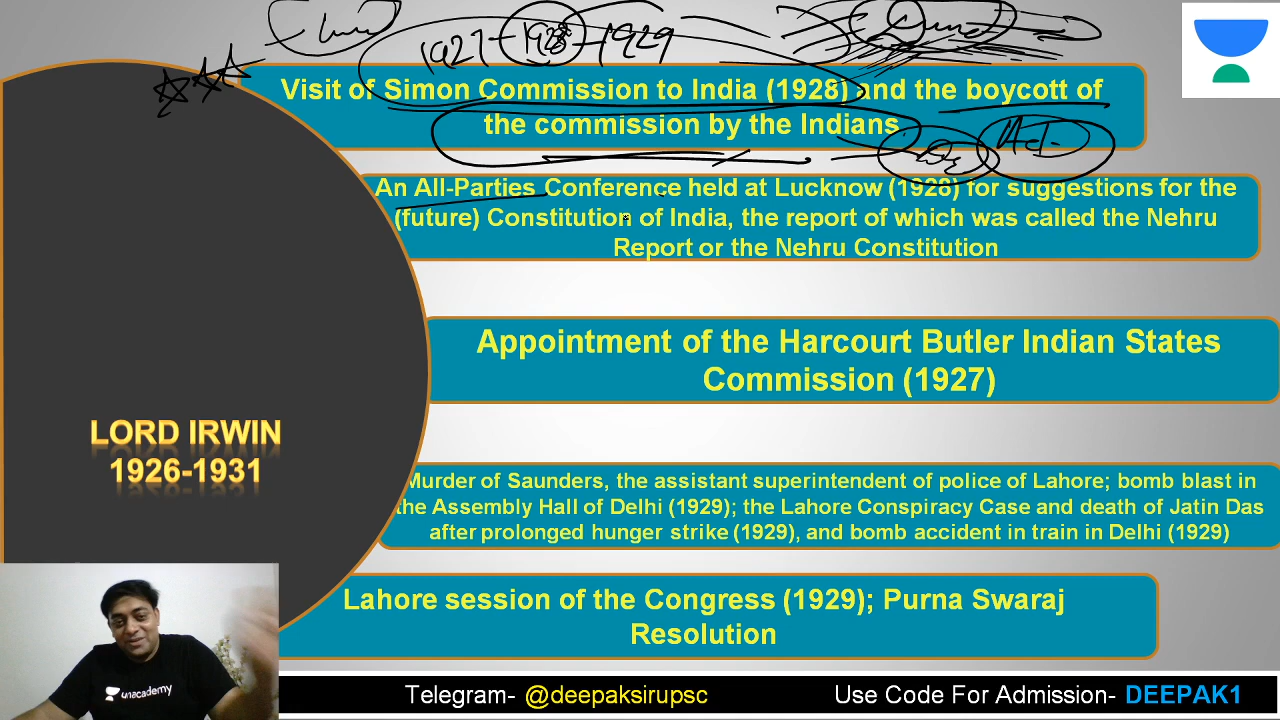 1927 - 1928 - 1929
Visit of Simon Commission to India (1928) and the boycott of
the commission by the Indians
An All-Parties Conference held at Lucknow (1928) for suggestions for the
(future) Constitution of India, the report of which was called the Nehru
Report or the Nehru Constitution
Appointment of the Harcourt Butler Indian States
Commission (1927)
LORD IRWIN
1926-1931
Murder of Saunders, the assistant superintendent of police of Lahore; bomb blast in
the Assembly Hall of Delhi (1929); the Lahore Conspiracy Case and death of Jatin Das
after prolonged hunger strike (1929), and bomb accident in train in Delhi (1929)
Lahore session of the Congress (1929); Purna Swaraj
Resolution
unacademy
Telegram- @deepaksirupsc
Use Code For Admission- DEEPAK1